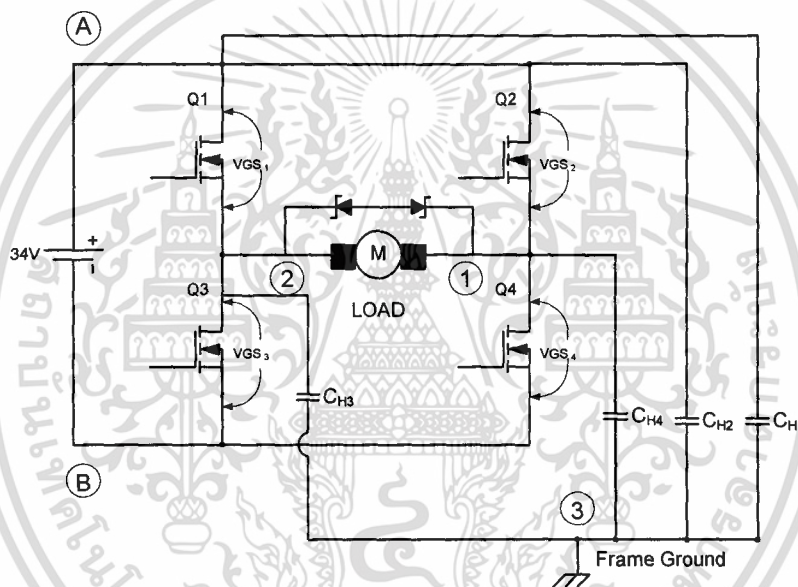 A
Q1
Q2
VGS1
VGS2
34V
+
-
M
2
1
LOAD
Q3
Q4
VGS3
VGS4
CH3
CH4
CH2
CH
B
3
Frame Ground